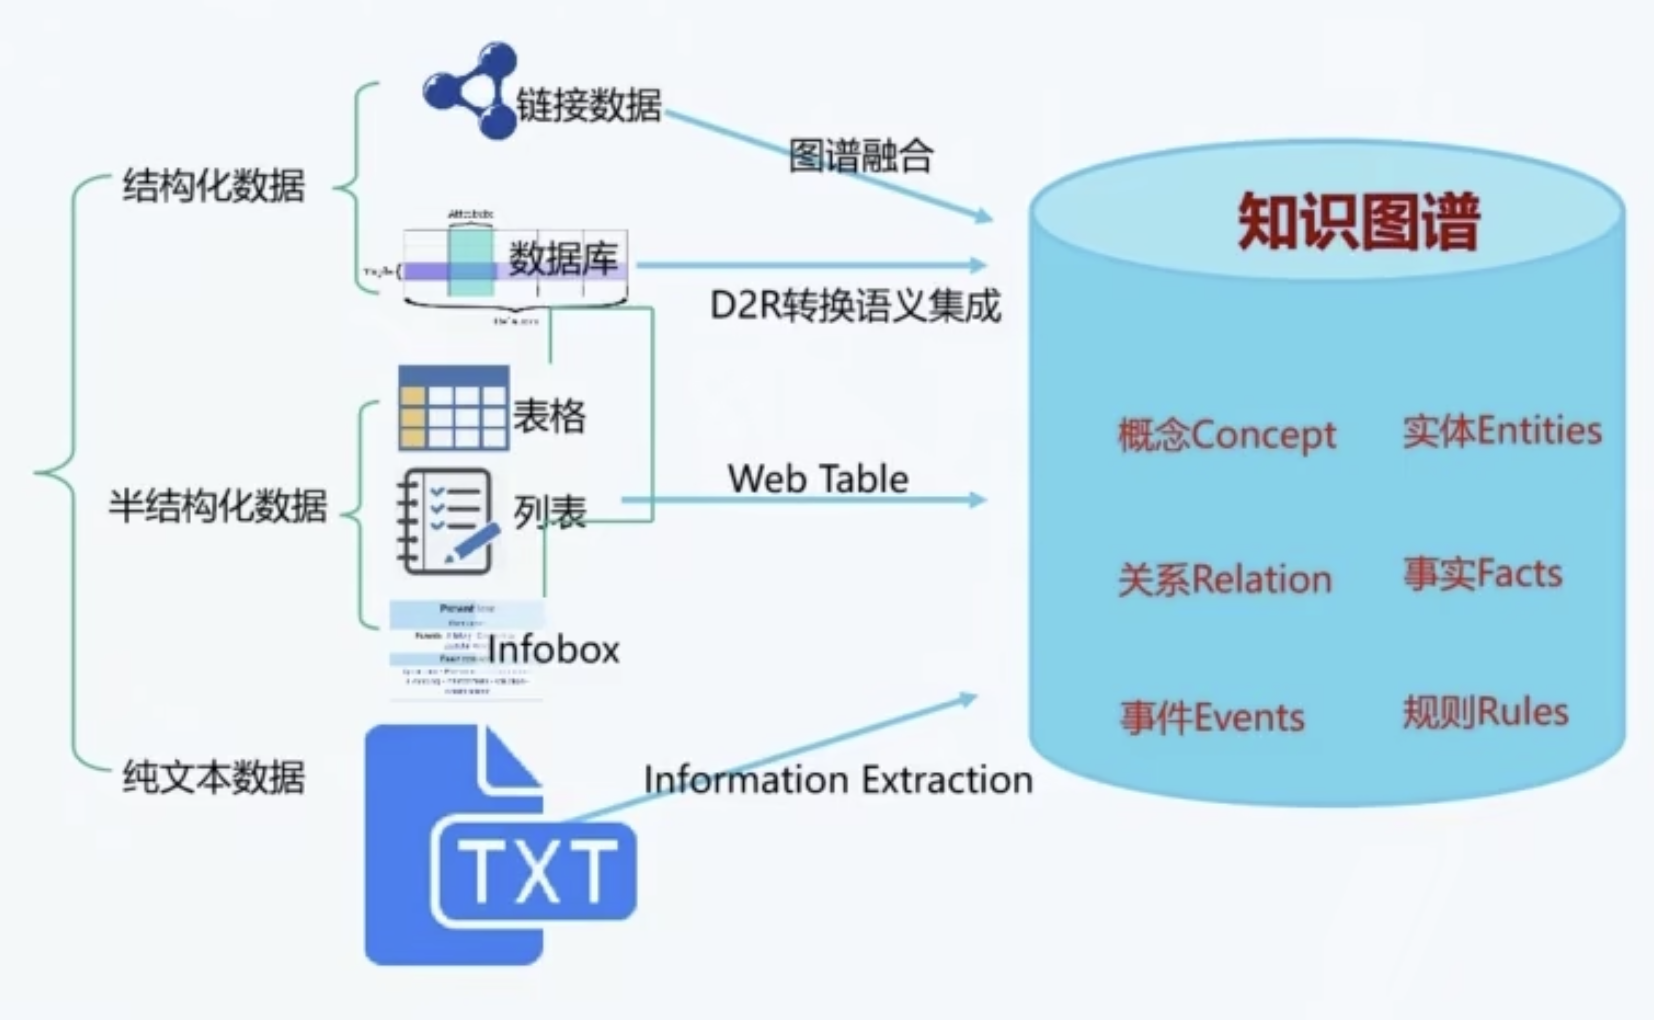 链接数据
图谱融合
结构化数据
知识图谱
数据库
D2R转换语义集成
表格
概念Concept
实体Entities
Web Table
半结构化数据
列表
关系Relation
事实Facts
Infobox
事件Events
规则Rules
纯文本数据
Information Extraction
TXT